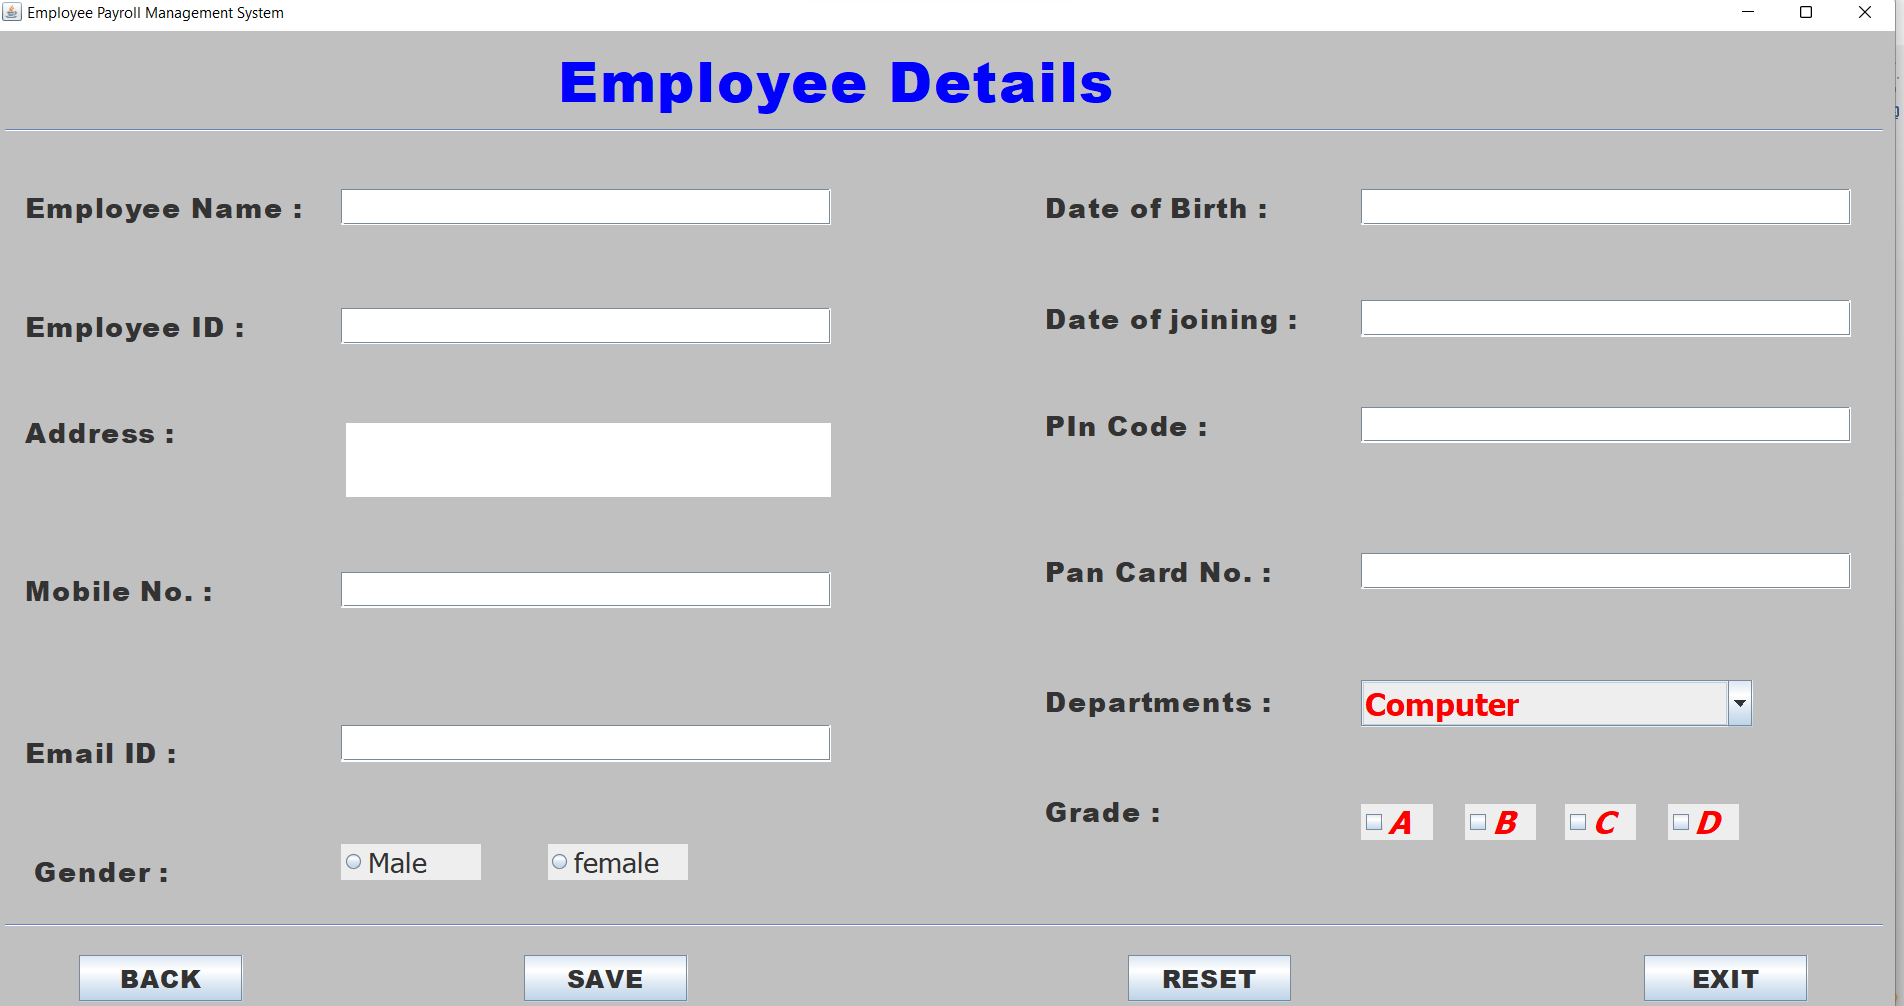 Employee Payroll Management System
Employee Details
Employee Name :
Date of Birth :
Employee ID :
Date of joining :
Address :
PIn Code :
Mobile No. :
Pan Card No. :
Departments : Computer
Email ID :
Grade : A B C D
Gender : Male female
BACK SAVE RESET EXIT